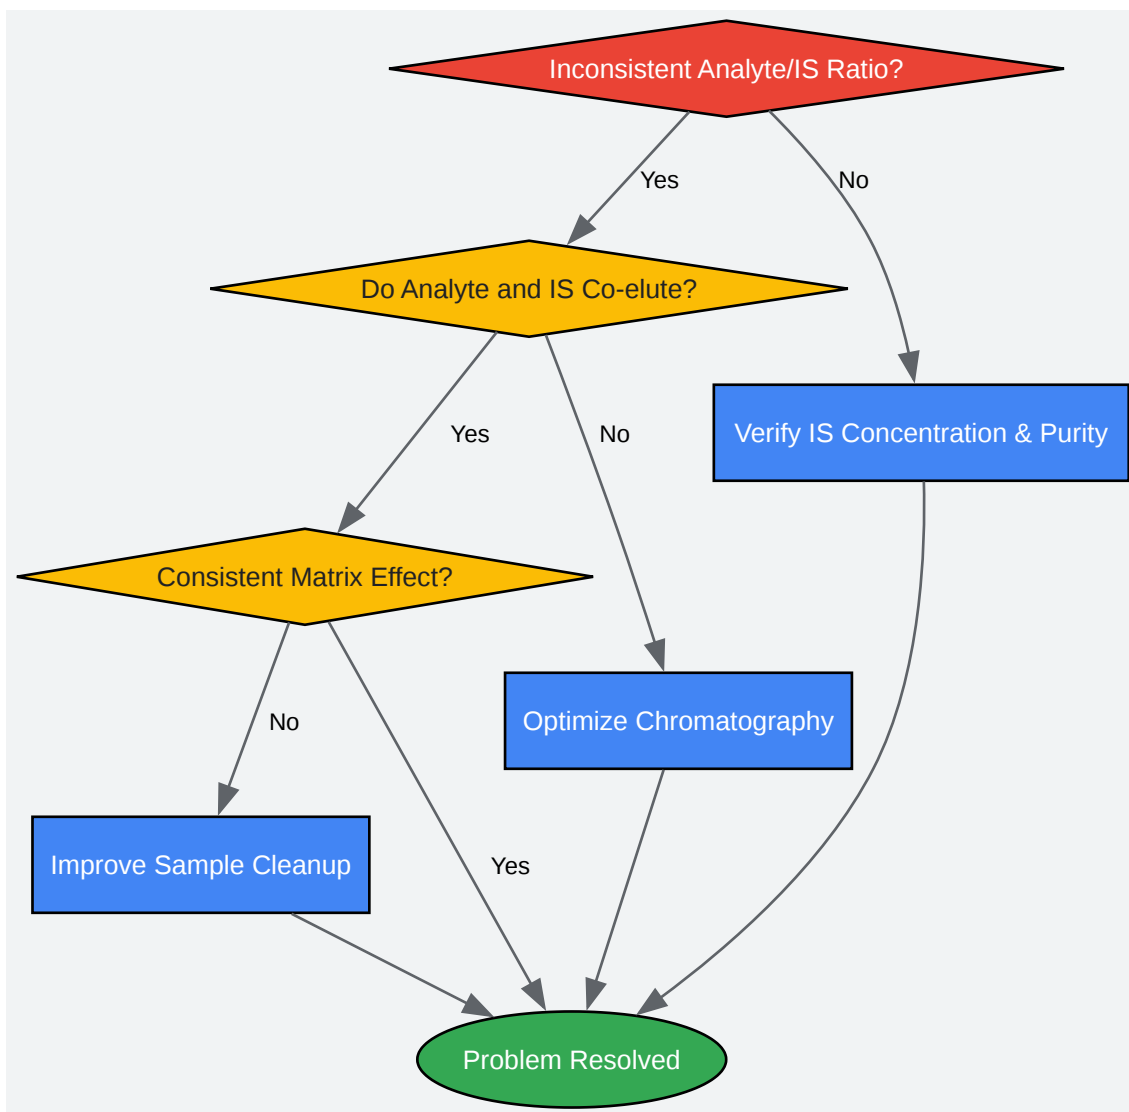 Inconsistent Analyte/IS Ratio?
Yes
No
Do Analyte and IS Co-elute?
Yes
No
Verify IS Concentration & Purity
Consistent Matrix Effect?
No
Optimize Chromatography
Improve Sample Cleanup
Yes
Problem Resolved